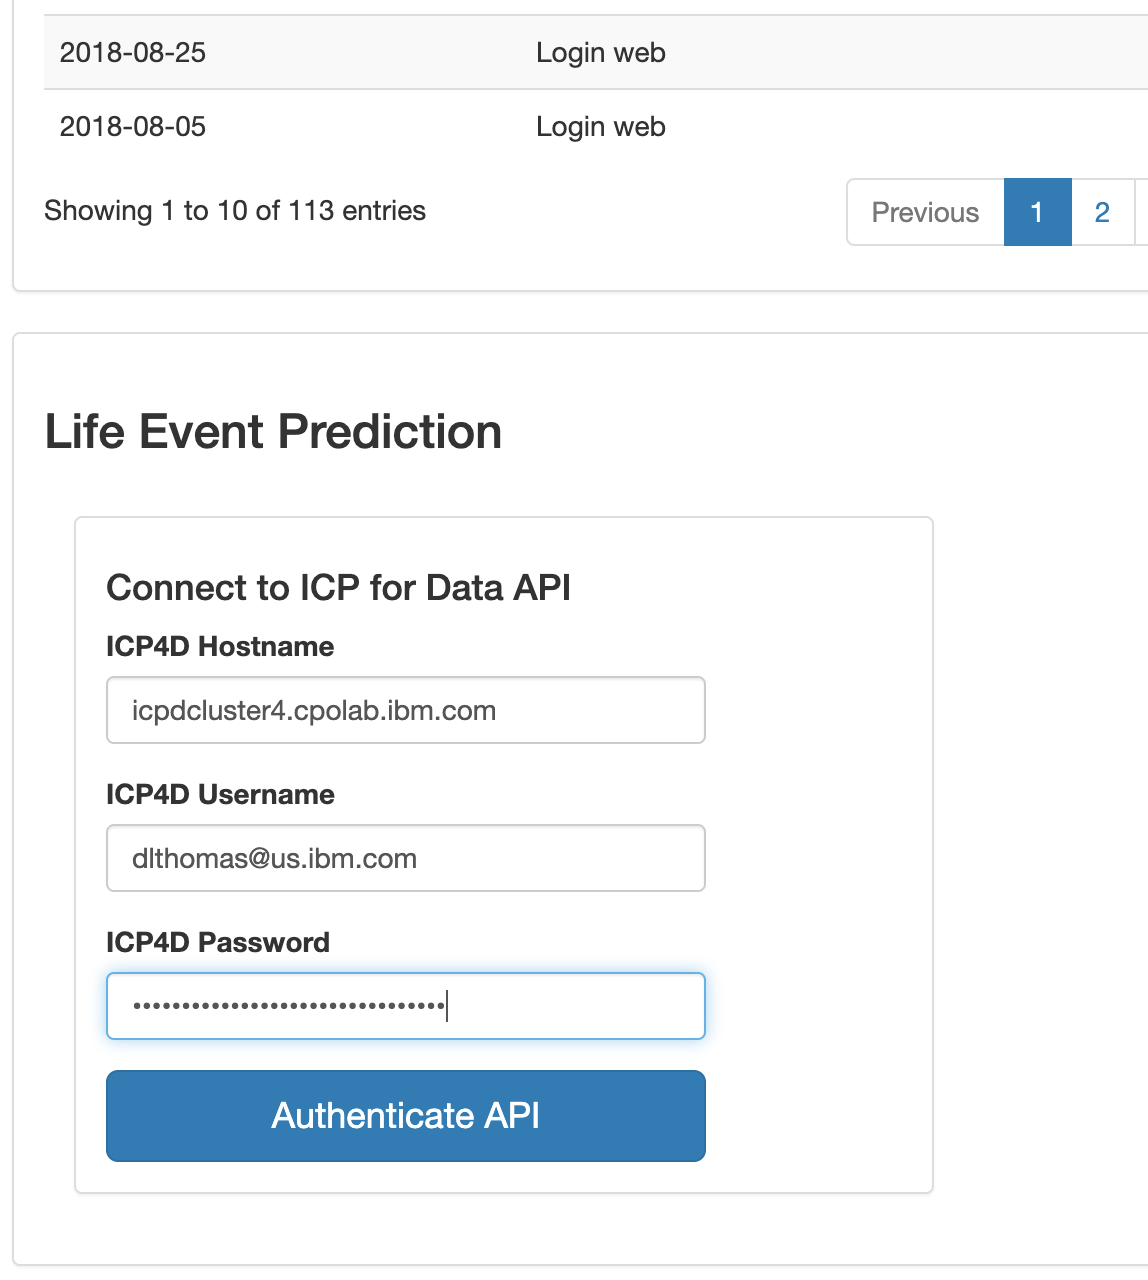 2018-08-25 Login web
2018-08-05 Login web
Showing 1 to 10 of 113 entries Previous 1 2
Life Event Prediction
Connect to ICP for Data API
ICP4D Hostname
icpdcluster4.cpolab.ibm.com
ICP4D Username
dlthomas@us.ibm.com
ICP4D Password
••••••••••••••••••••••••••••••••
Authenticate API